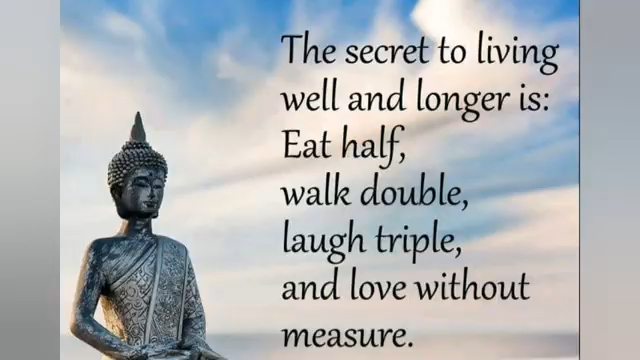 The secret to living
well and longer is:
Eat half,
walk double,
laugh triple,
and love without
measure.